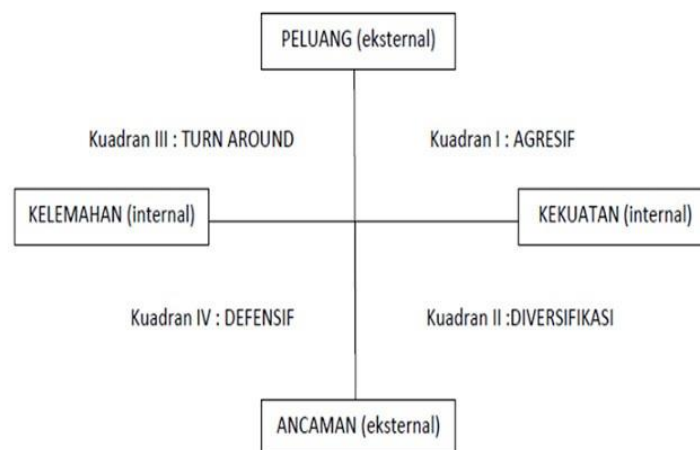 PELUANG (eksternal)
Kuadran III : TURN AROUND
Kuadran I : AGRESIF
KELEMAHAN (internal)
KEKUATAN (internal)
Kuadran IV : DEFENSIF
Kuadran II :DIVERSIFIKASI
ANCAMAN (eksternal)